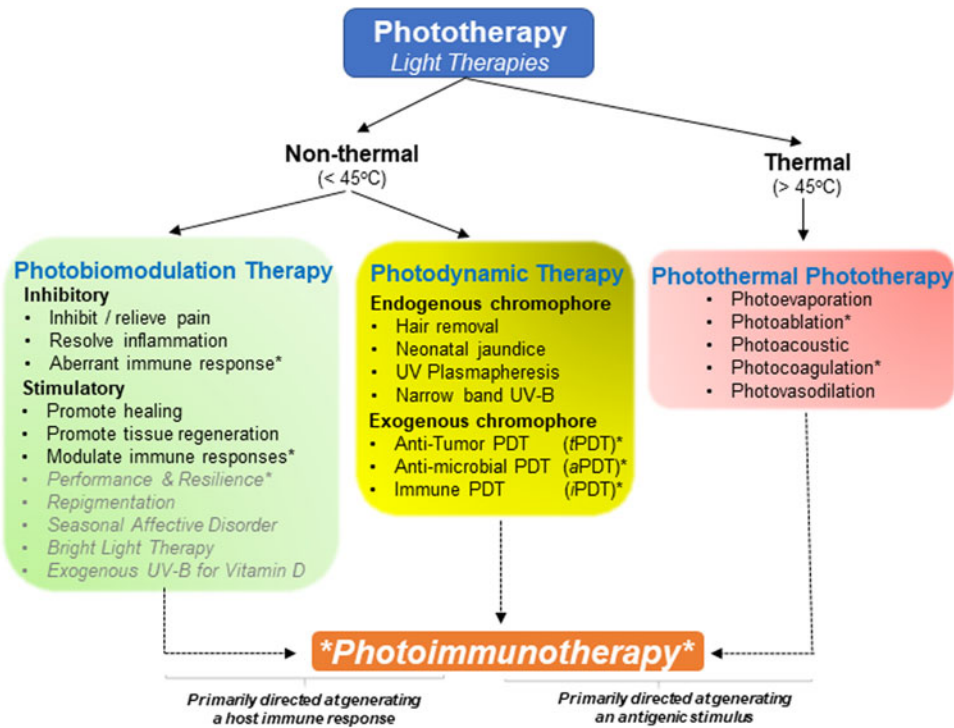 Phototherapy
Light Therapies
Non-thermal
(< 45°C)
Thermal
(> 45°C)
Photobiomodulation Therapy
Inhibitory
• Inhibit / relieve pain
• Resolve inflammation
• Aberrant immune response*
Stimulatory
• Promote healing
• Promote tissue regeneration
• Modulate immune responses*
• Performance & Resilience*
• Repigmentation
• Seasonal Affective Disorder
• Bright Light Therapy
• Exogenous UV-B for Vitamin D
Photodynamic Therapy
Endogenous chromophore
• Hair removal
• Neonatal jaundice
• UV Plasmapheresis
• Narrow band UV-B
Exogenous chromophore
• Anti-Tumor PDT (tPDT)*
• Anti-microbial PDT (aPDT)*
• Immune PDT (iPDT)*
Photothermal Phototherapy
• Photoevaporation
• Photoablation*
• Photoacoustic
• Photocoagulation*
• Photovasodilation
*Photoimmunotherapy*
Primarily directed at generating
a host immune response
Primarily directed at generating
an antigenic stimulus